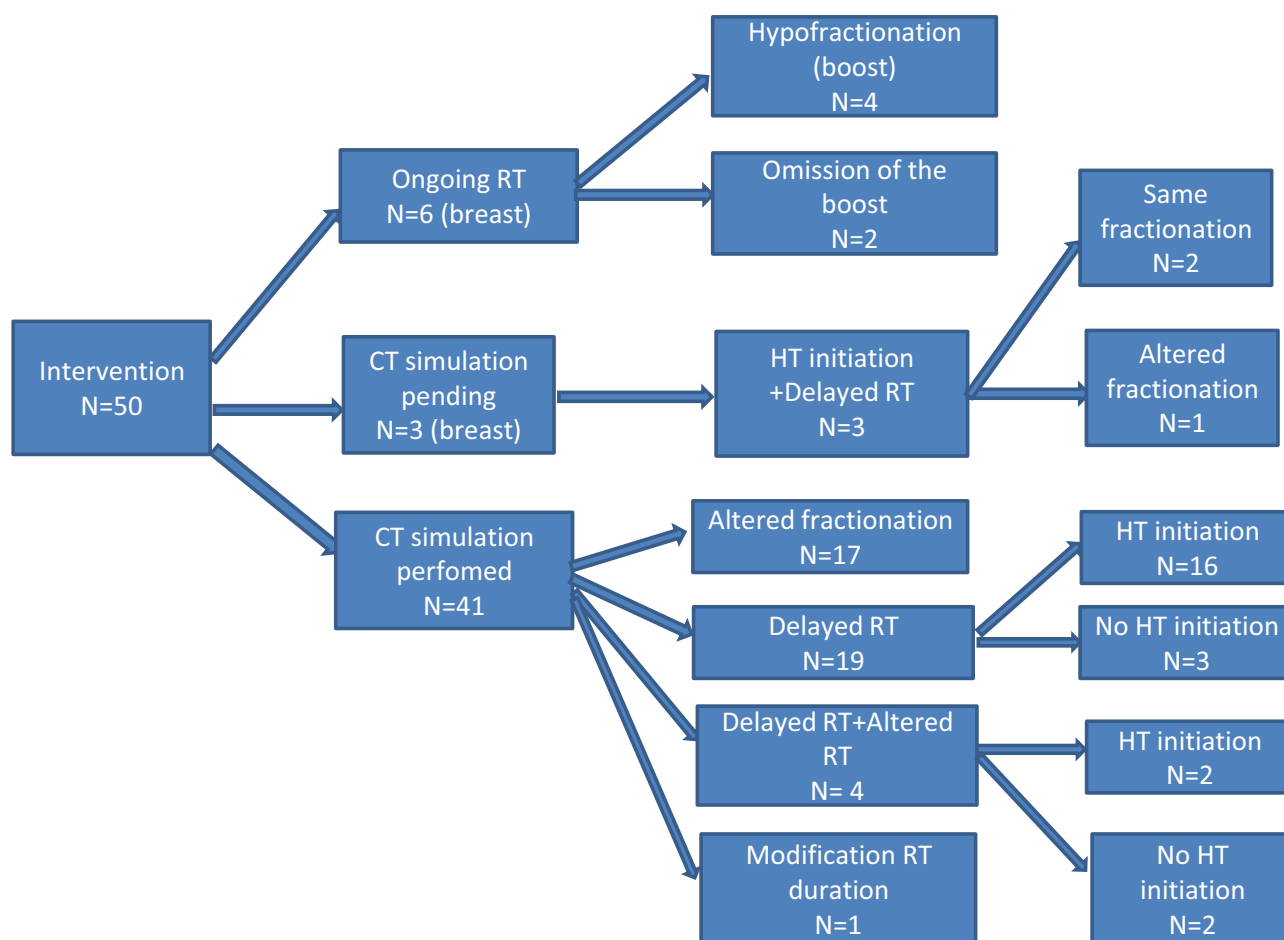 Intervention
N=50
Ongoing RT
N=6 (breast)
Hypofractionation
(boost)
N=4
Omission of the
boost
N=2
CT simulation
pending
N=3 (breast)
HT initiation
+Delayed RT
N=3
Same
fractionation
N=2
Altered
fractionation
N=1
CT simulation
perfomed
N=41
Altered fractionation
N=17
Delayed RT
N=19
HT initiation
N=16
No HT initiation
N=3
Delayed RT+Altered
RT
N= 4
HT initiation
N=2
No HT
initiation
N=2
Modification RT
duration
N=1